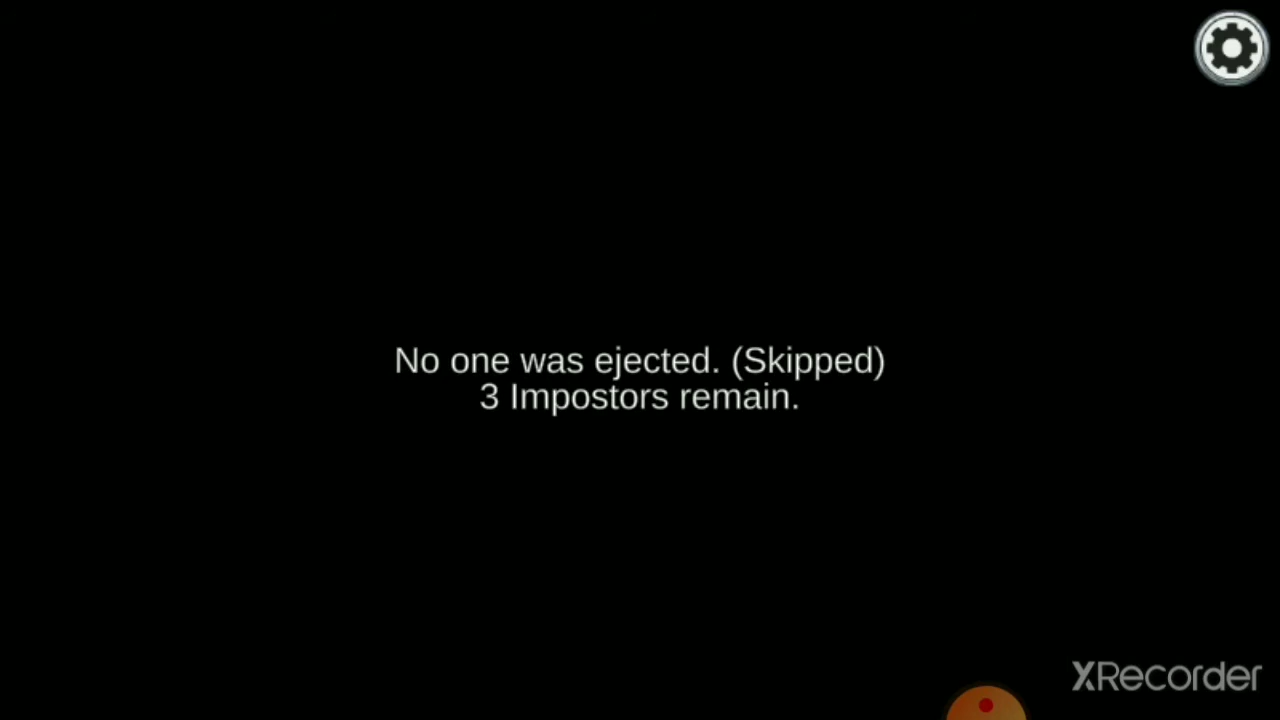 No one was ejected. (Skipped)
3 Impostors remain.
XRecorder